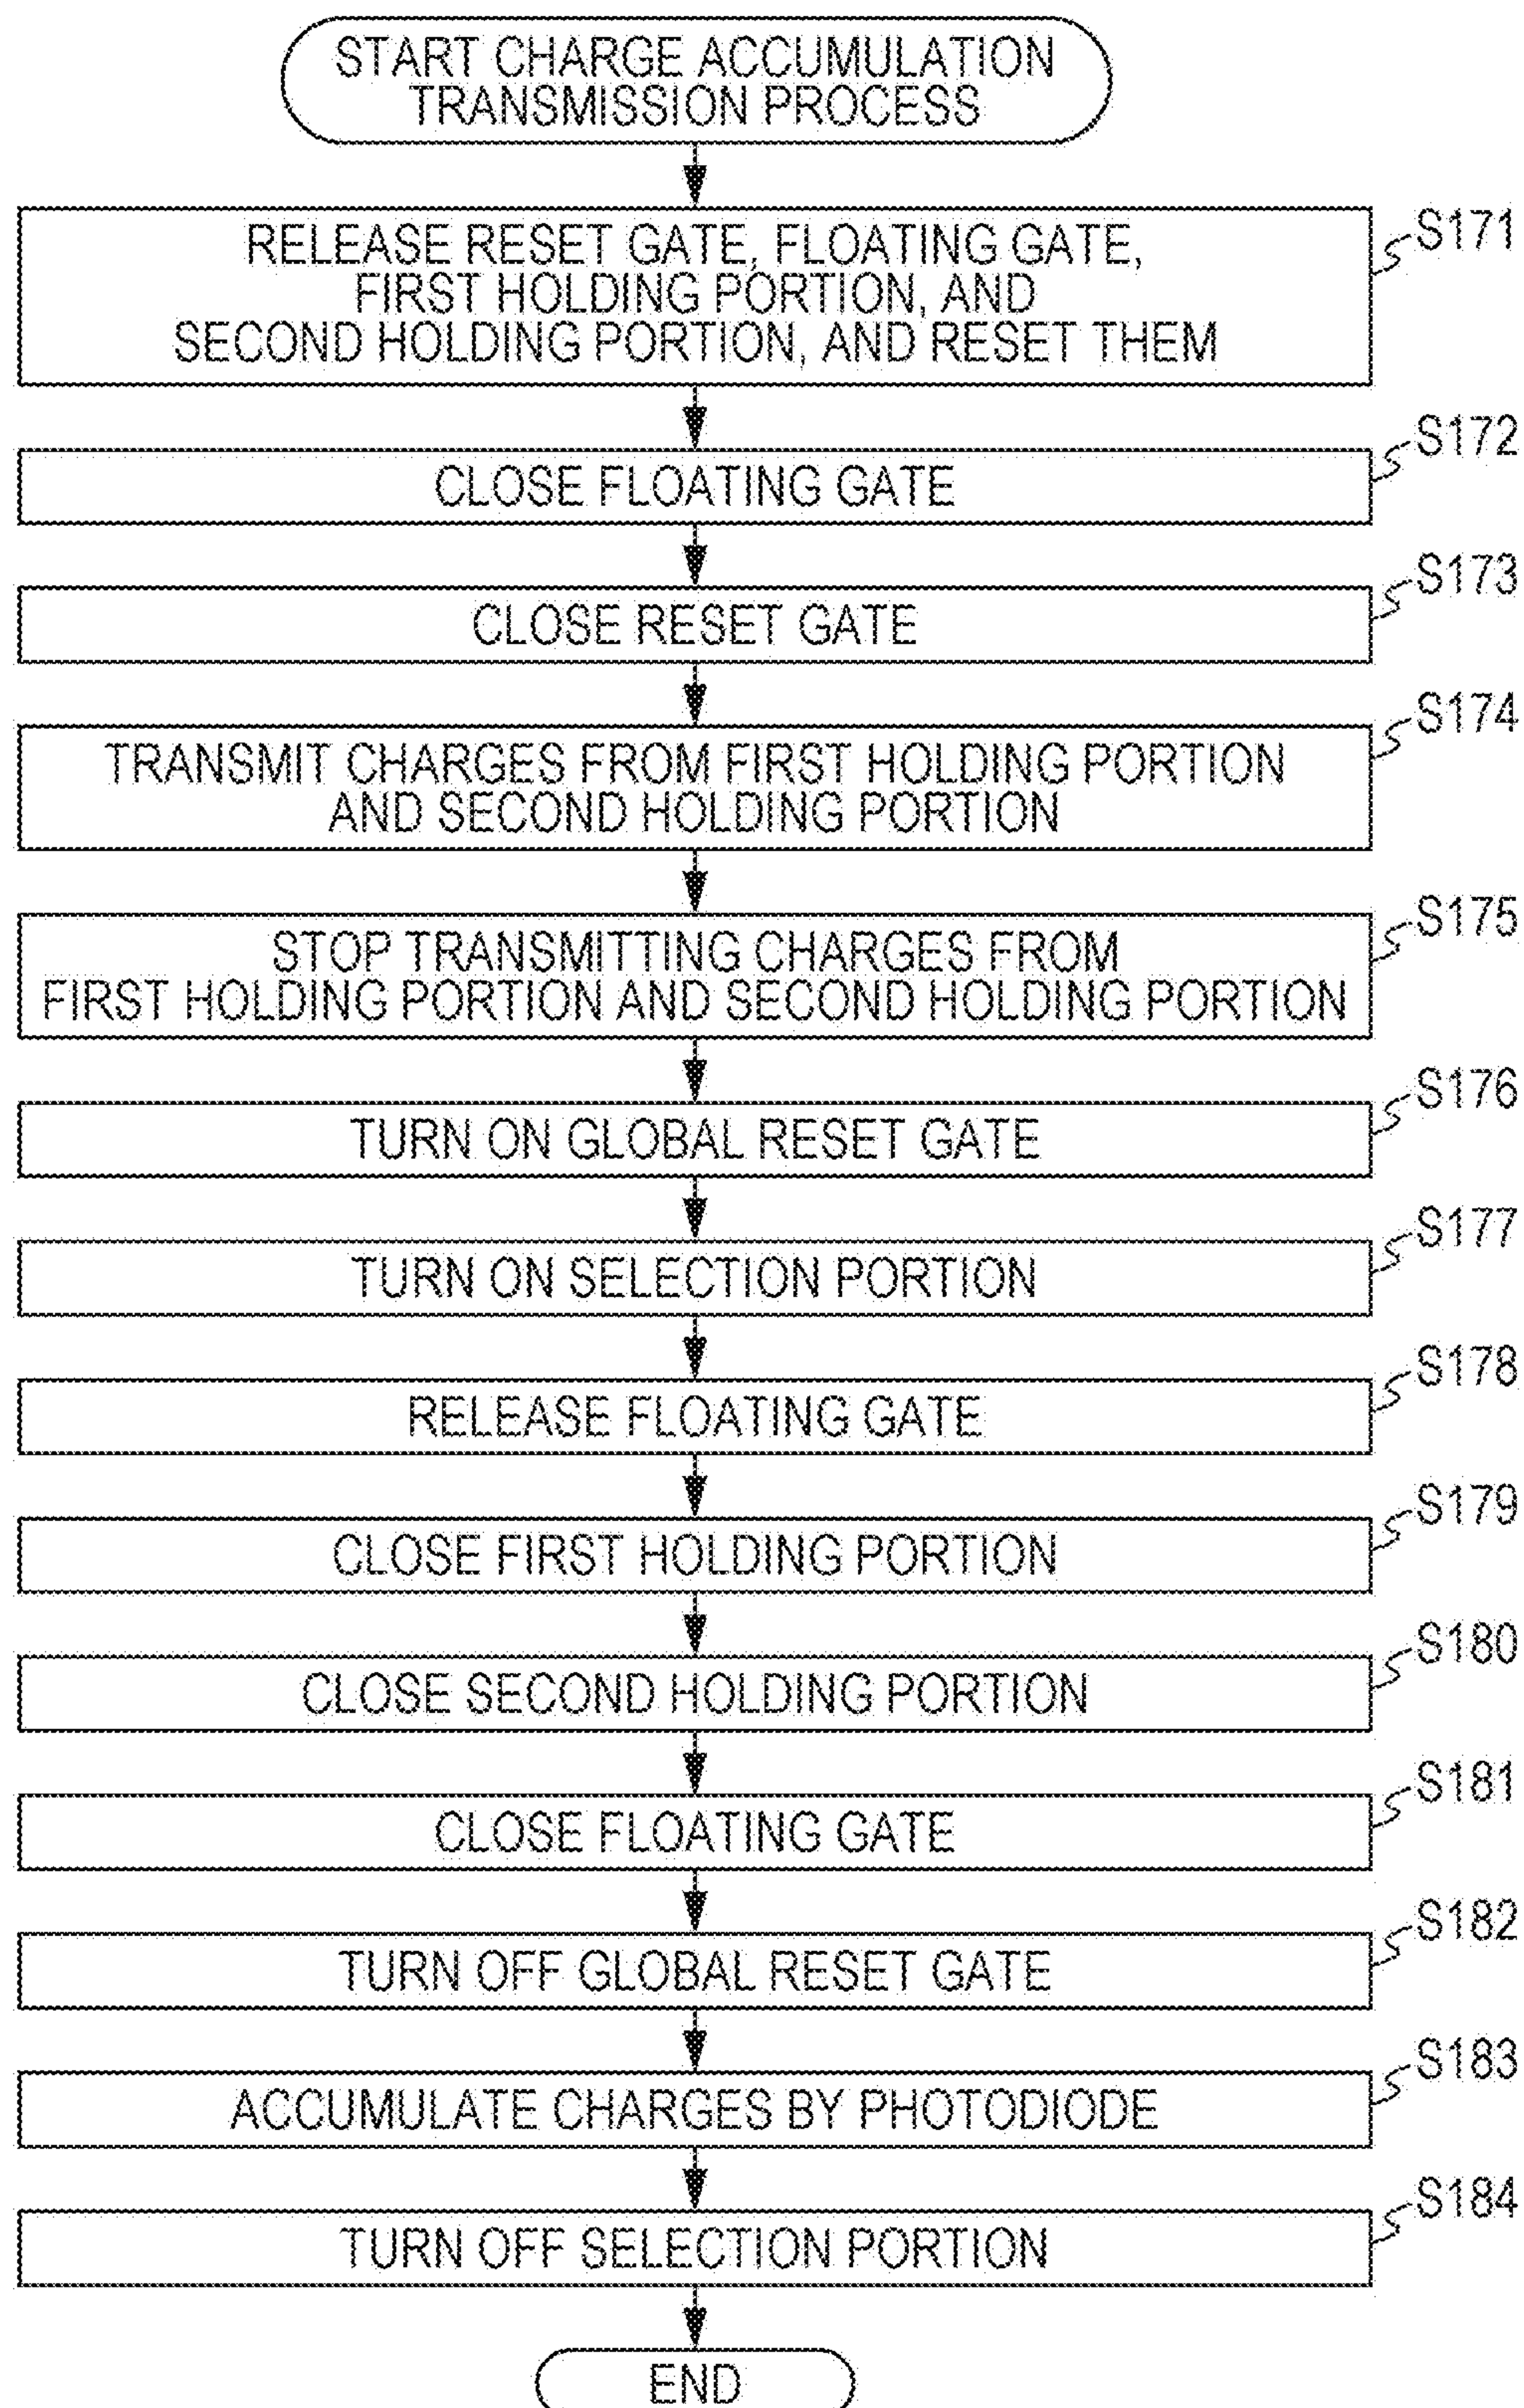 START CHARGE ACCUMULATION
TRANSMISSION PROCESS
RELEASE RESET GATE, FLOATING GATE,
FIRST HOLDING PORTION, AND
SECOND HOLDING PORTION, AND RESET THEM
S171
CLOSE FLOATING GATE
S172
CLOSE RESET GATE
S173
TRANSMIT CHARGES FROM FIRST HOLDING PORTION
AND SECOND HOLDING PORTION
S174
STOP TRANSMITTING CHARGES FROM
FIRST HOLDING PORTION AND SECOND HOLDING PORTION
S175
TURN ON GLOBAL RESET GATE
S176
TURN ON SELECTION PORTION
S177
RELEASE FLOATING GATE
S178
CLOSE FIRST HOLDING PORTION
S179
CLOSE SECOND HOLDING PORTION
S180
CLOSE FLOATING GATE
S181
TURN OFF GLOBAL RESET GATE
S182
ACCUMULATE CHARGES BY PHOTODIODE
S183
TURN OFF SELECTION PORTION
S184
END